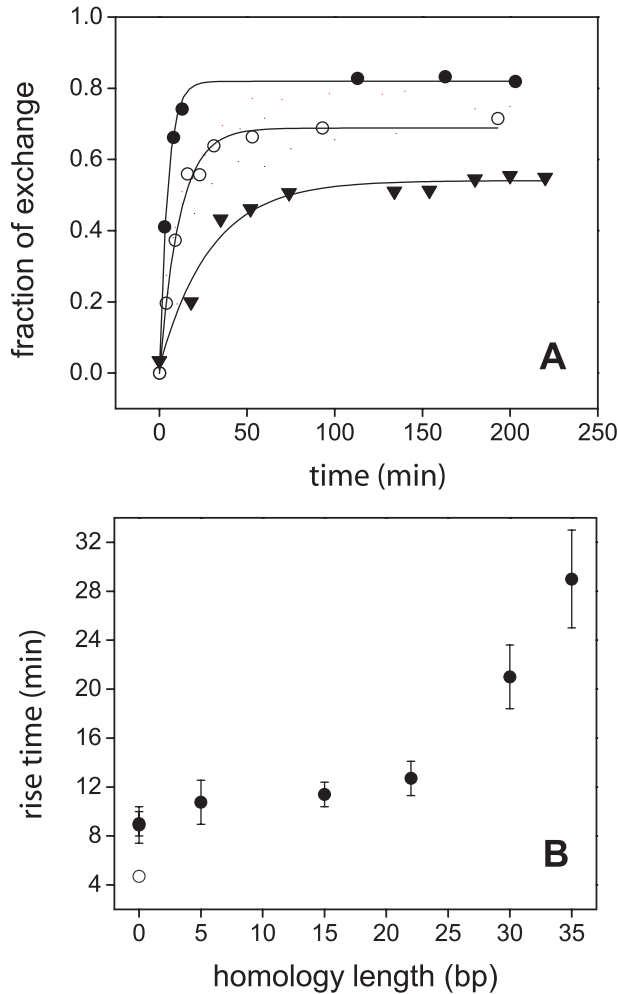 1.0
0.8
0.6
0.4
0.2
0.0
fraction of exchange
A
0 50 100 150 200 250
time (min)
32
28
24
20
16
12
8
4
rise time (min)
B
0 5 10 15 20 25 30 35
homology length (bp)